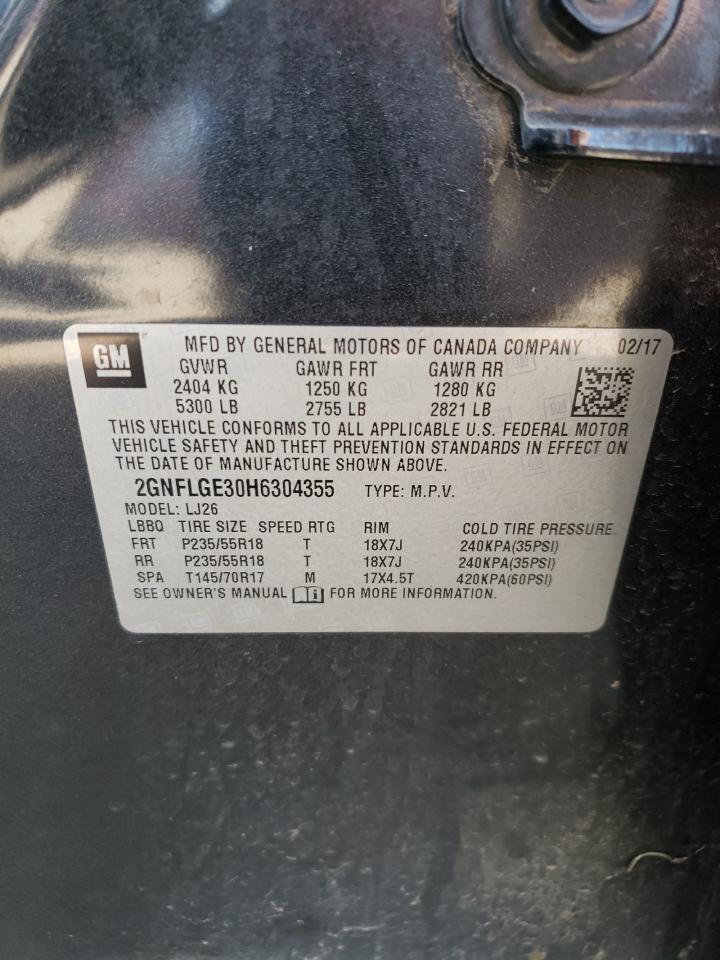 GM
MFD BY GENERAL MOTORS OF CANADA COMPANY 02/17
GVWR GAWR FRT GAWR RR
2404 KG 1250 KG 1280 KG
5300 LB 2755 LB 2821 LB
THIS VEHICLE CONFORMS TO ALL APPLICABLE U.S. FEDERAL MOTOR
VEHICLE SAFETY AND THEFT PREVENTION STANDARDS IN EFFECT ON
THE DATE OF MANUFACTURE SHOWN ABOVE.
2GNFLGE30H6304355 TYPE: M.P.V.
MODEL: LJ26
LBBQ TIRE SIZE SPEED RTG RIM COLD TIRE PRESSURE
FRT P235/55R18 T 18X7J 240KPA(35PSI)
RR P235/55R18 T 18X7J 240KPA(35PSI)
SPA T145/70R17 M 17X4.5T 420KPA(60PSI)
SEE OWNER'S MANUAL i FOR MORE INFORMATION.